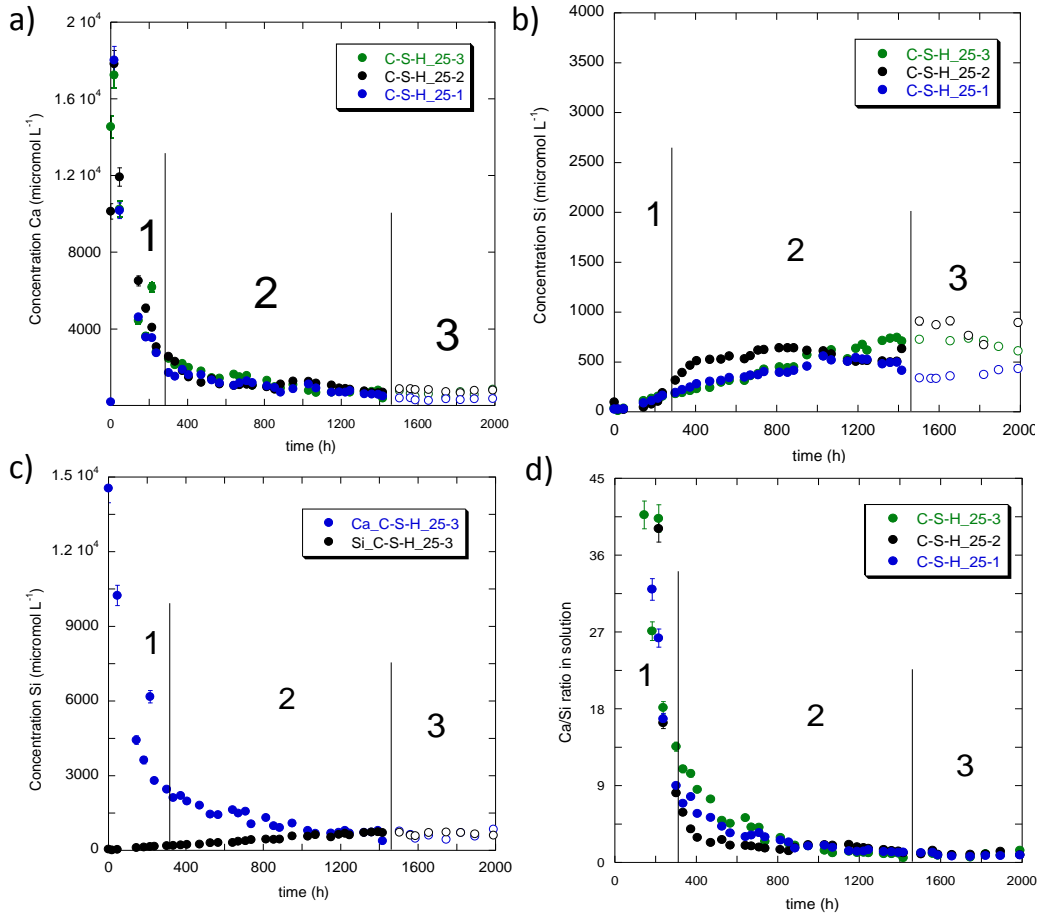 a)
Concentration Ca (micromol L⁻¹)
2 10⁴
1.6 10⁴
1.2 10⁴
8000
4000
C-S-H_25-3
C-S-H_25-2
C-S-H_25-1
1
2
3
0 400 800 1200 1600 2000
time (h)
b)
Concentration Si (micromol L⁻¹)
4000
3500
3000
2500
2000
1500
1000
500
0
C-S-H_25-3
C-S-H_25-2
C-S-H_25-1
1
2
3
0 400 800 1200 1600 2000
time (h)
c)
Concentration Si (micromol L⁻¹)
1.5 10⁴
1.2 10⁴
9000
6000
3000
0
Ca_C-S-H_25-3
Si_C-S-H_25-3
1
2
3
0 400 800 1200 1600 2000
time (h)
d)
Ca/Si ratio in solution
45
36
27
18
9
0
C-S-H_25-3
C-S-H_25-2
C-S-H_25-1
1
2
3
0 400 800 1200 1600 2000
time (h)